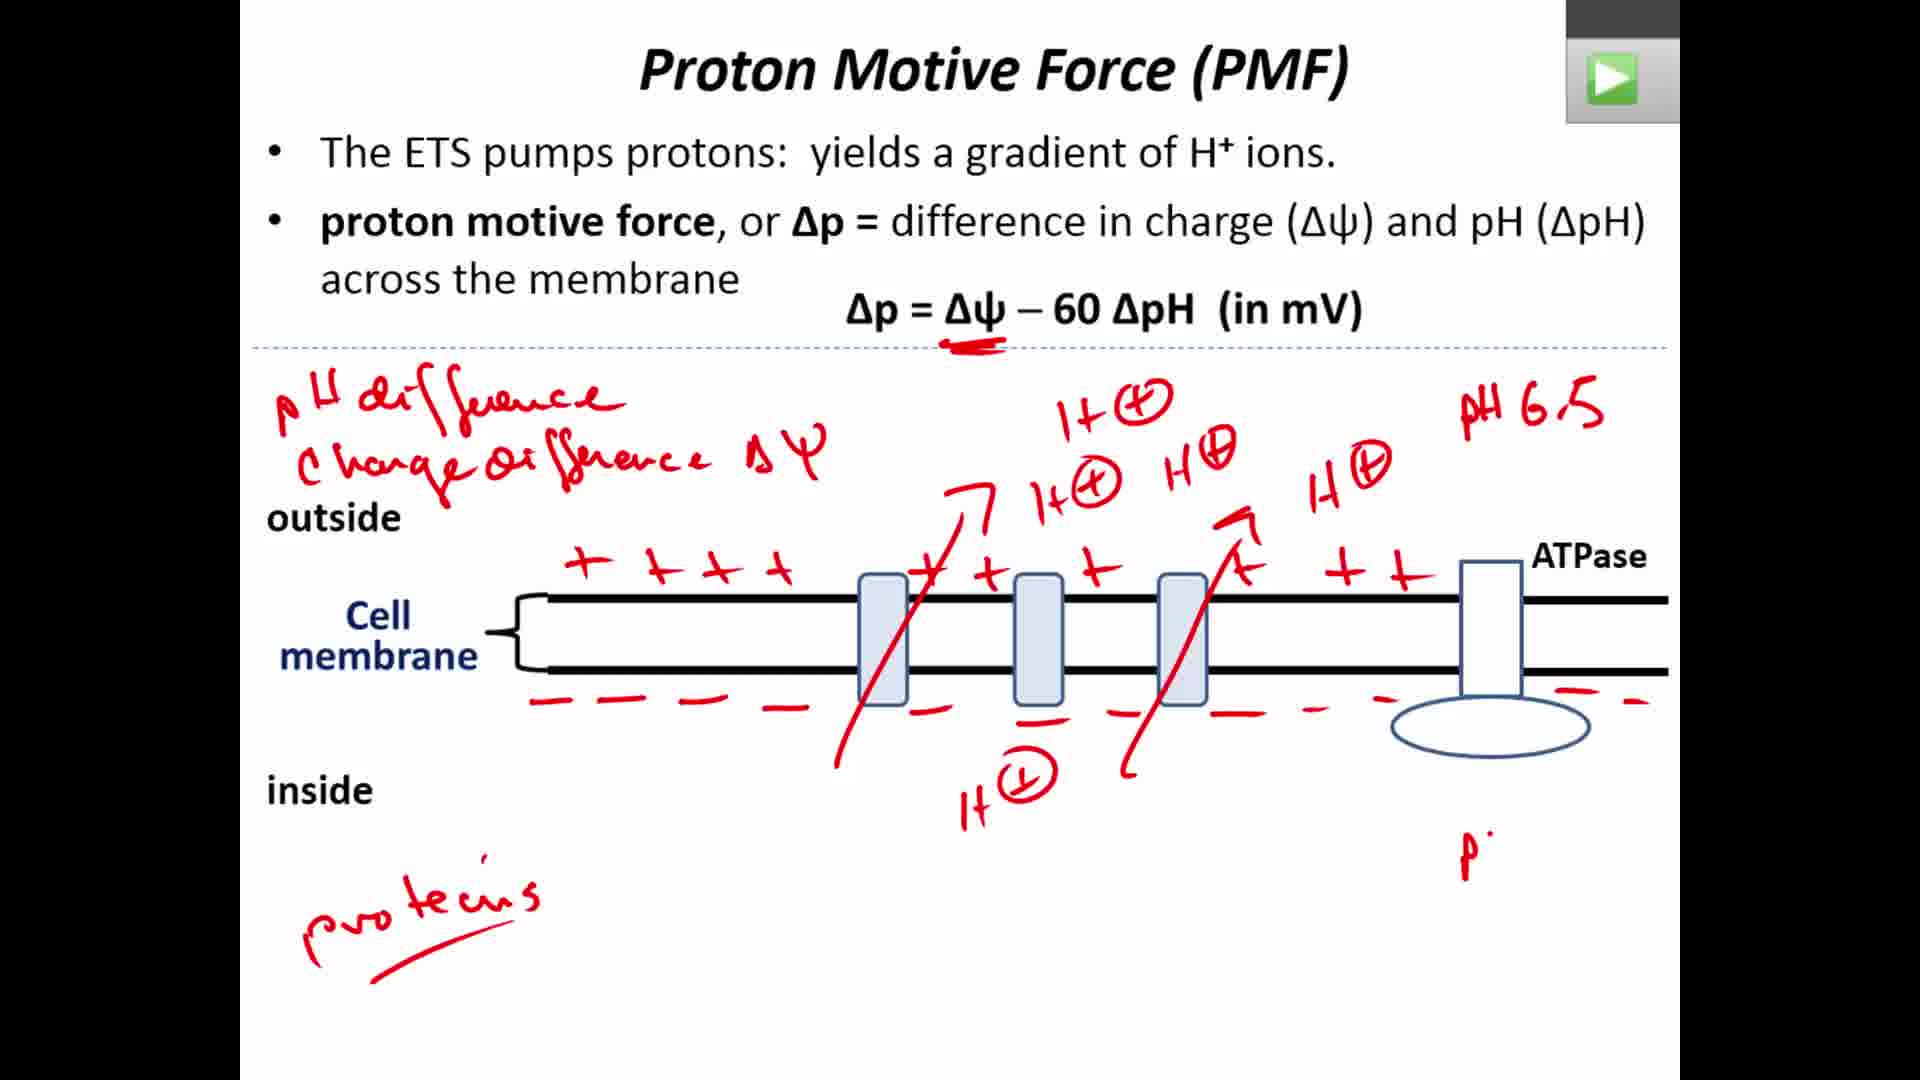 Proton Motive Force (PMF)
• The ETS pumps protons: yields a gradient of H⁺ ions.
• proton motive force, or Δp = difference in charge (Δψ) and pH (ΔpH)
across the membrane
Δp = Δψ – 60 ΔpH (in mV)
pH difference
Charge difference Δψ
H+
pH 6.5
H+
H+
H+
outside
+ + + + + + + + + +
ATPase
Cell
membrane
– – – – – – – – – – – – –
H+
inside
p
proteins